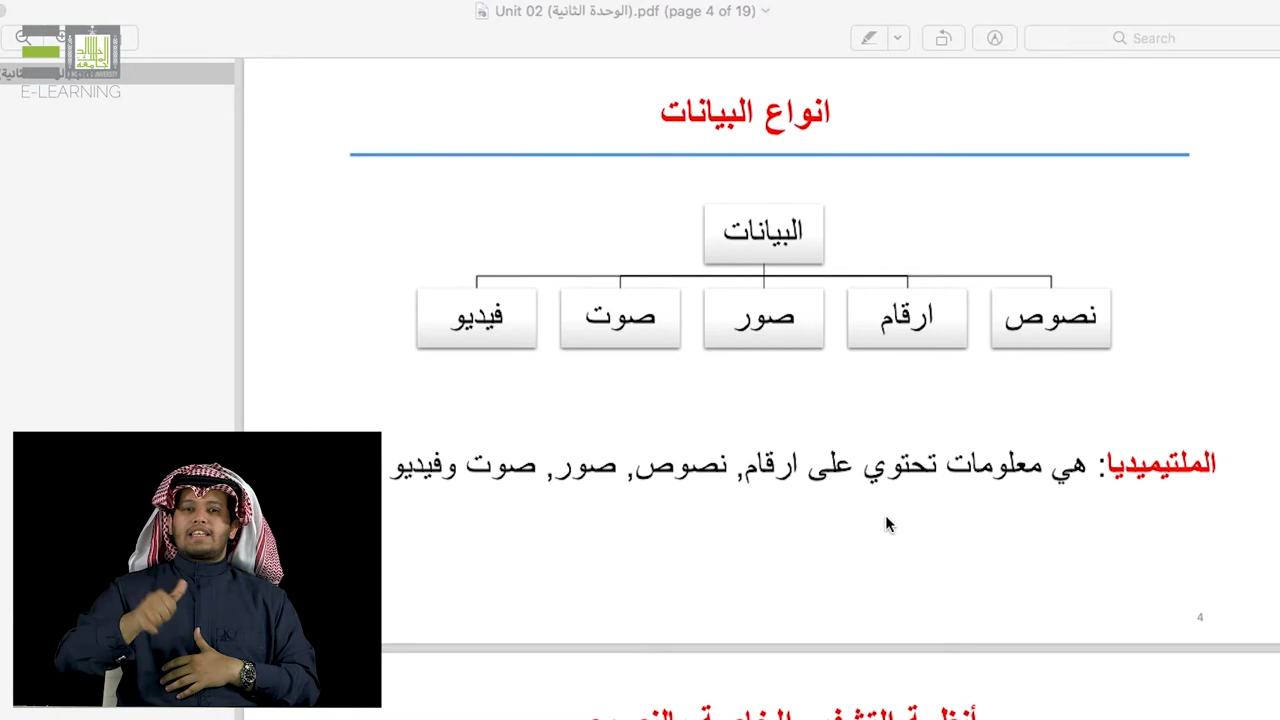 Unit 02 (الوحدة الثانية).pdf (page 4 of 19)
Search
E-LEARNING
انواع البيانات
البيانات
نصوص
ارقام
صور
صوت
فيديو
الملتيميديا: هي معلومات تحتوي على ارقام, نصوص, صور, صوت وفيديو
4